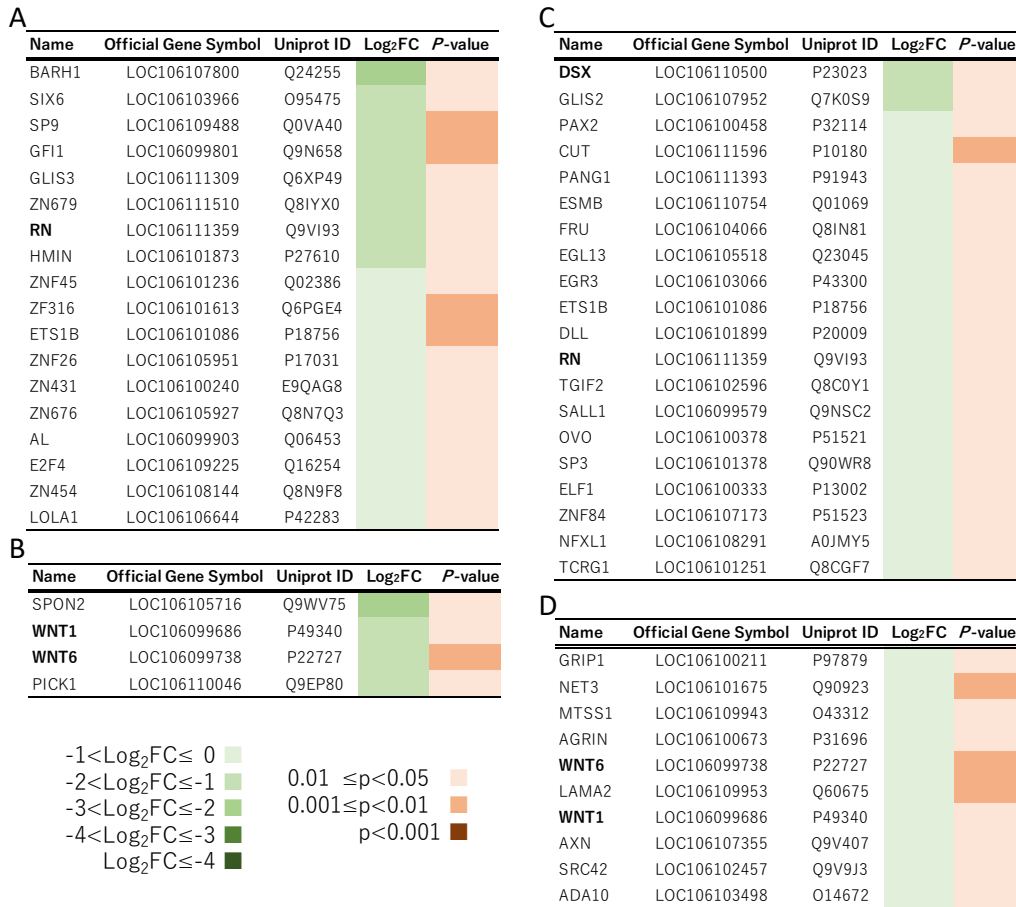 A
Name Official Gene Symbol Uniprot ID Log₂FC P-value
BARH1 LOC106107800 Q24255
SIX6 LOC106103966 O95475
SP9 LOC106109488 Q0VA40
GFI1 LOC106099801 Q9N658
GLIS3 LOC106111309 Q6XP49
ZN679 LOC106111510 Q8IYX0
RN LOC106111359 Q9VI93
HMIN LOC106101873 P27610
ZNF45 LOC106101236 Q02386
ZF316 LOC106101613 Q6PGE4
ETS1B LOC106101086 P18756
ZNF26 LOC106105951 P17031
ZN431 LOC106100240 E9QAG8
ZN676 LOC106105927 Q8N7Q3
AL LOC106099903 Q06453
E2F4 LOC106109225 Q16254
ZN454 LOC106108144 Q8N9F8
LOLA1 LOC106106644 P42283
B
Name Official Gene Symbol Uniprot ID Log₂FC P-value
SPON2 LOC106105716 Q9WV75
WNT1 LOC106099686 P49340
WNT6 LOC106099738 P22727
PICK1 LOC106110046 Q9EP80
-1<Log₂FC≤ 0
-2<Log₂FC≤-1
-3<Log₂FC≤-2
-4<Log₂FC≤-3
Log₂FC≤-4
0.01 ≤p<0.05
0.001≤p<0.01
p<0.001
C
Name Official Gene Symbol Uniprot ID Log₂FC P-value
DSX LOC106110500 P23023
GLIS2 LOC106107952 Q7K0S9
PAX2 LOC106100458 P32114
CUT LOC106111596 P10180
PANG1 LOC106111393 P91943
ESMB LOC106110754 Q01069
FRU LOC106104066 Q8IN81
EGL13 LOC106105518 Q23045
EGR3 LOC106103066 P43300
ETS1B LOC106101086 P18756
DLL LOC106101899 P20009
RN LOC106111359 Q9VI93
TGIF2 LOC106102596 Q8C0Y1
SALL1 LOC106099579 Q9NSC2
OVO LOC106100378 P51521
SP3 LOC106101378 Q90WR8
ELF1 LOC106100333 P13002
ZNF84 LOC106107173 P51523
NFXL1 LOC106108291 A0JMY5
TCRG1 LOC106101251 Q8CGF7
D
Name Official Gene Symbol Uniprot ID Log₂FC P-value
GRIP1 LOC106100211 P97879
NET3 LOC106101675 Q90923
MTSS1 LOC106109943 O43312
AGRIN LOC106100673 P31696
WNT6 LOC106099738 P22727
LAMA2 LOC106109953 Q60675
WNT1 LOC106099686 P49340
AXN LOC106107355 Q9V407
SRC42 LOC106102457 Q9V9J3
ADA10 LOC106103498 O14672